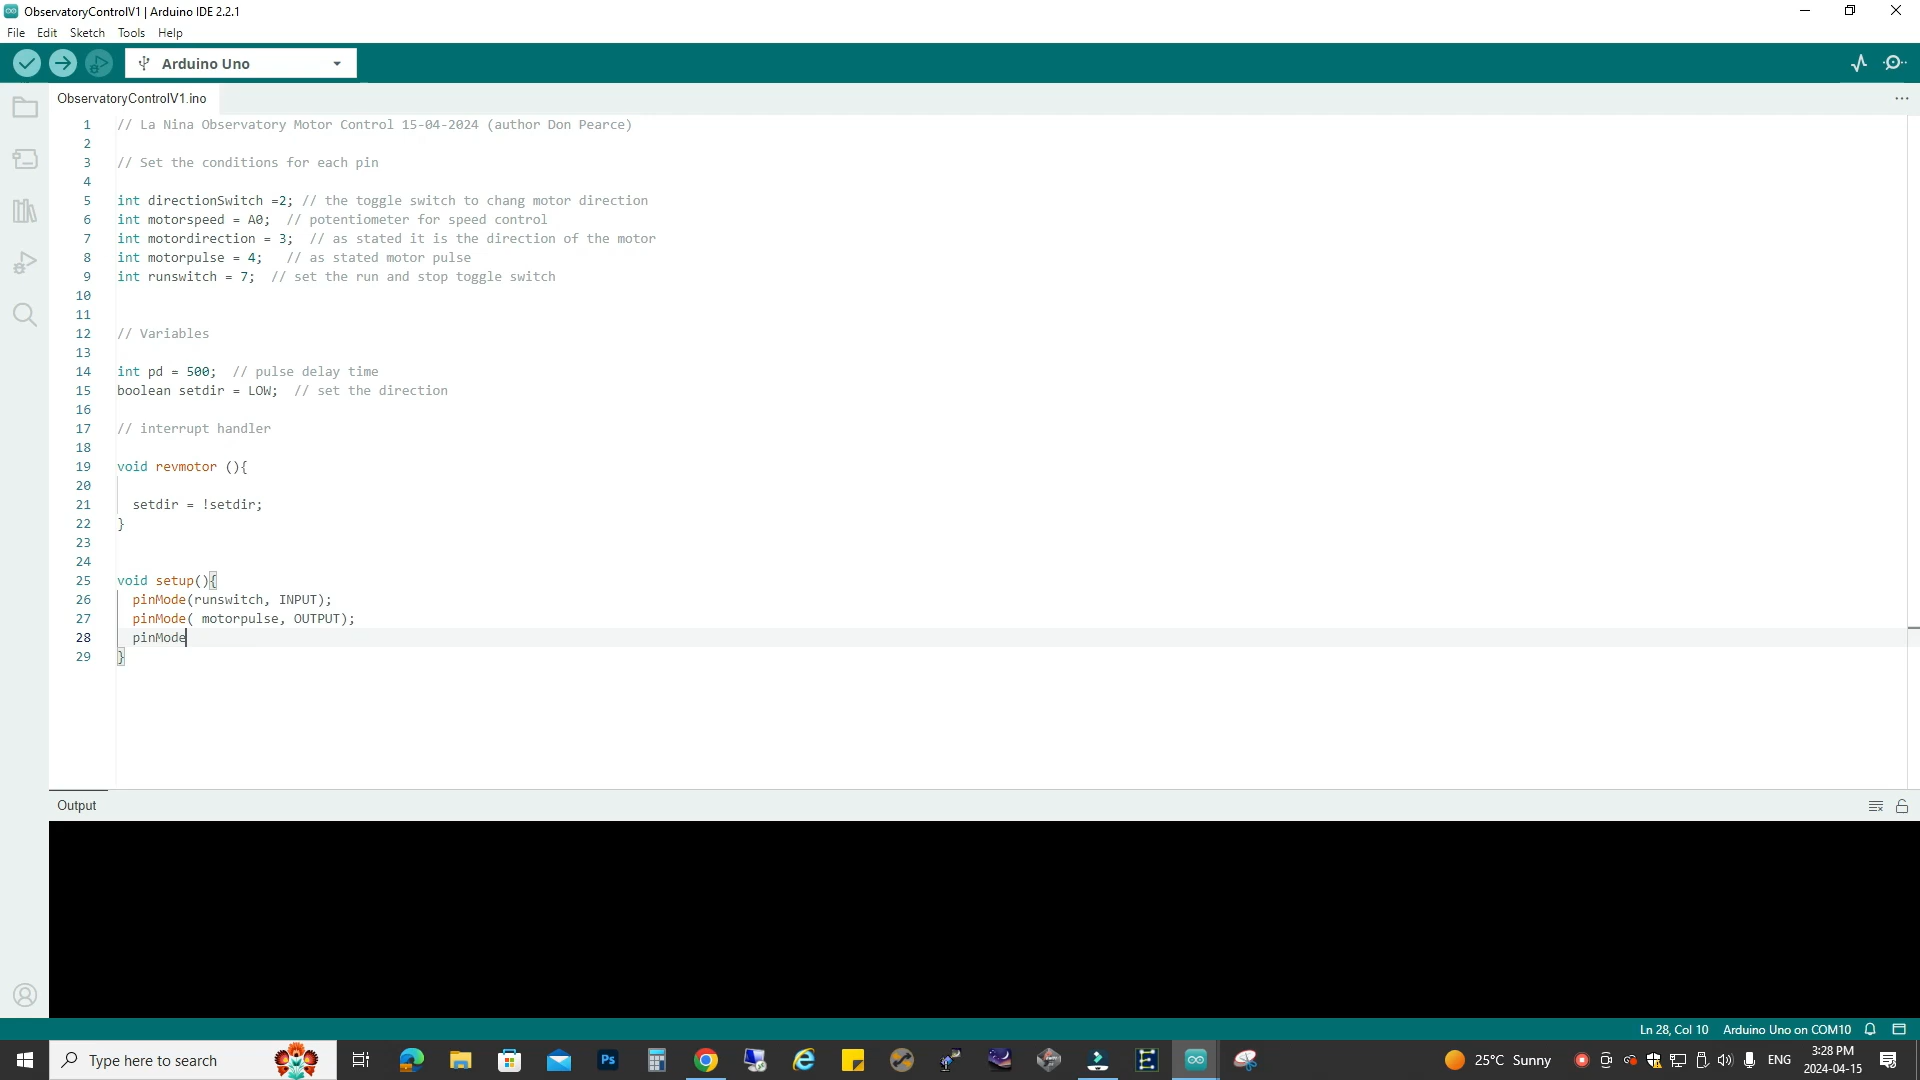 ObservatoryControlV1 | Arduino IDE 2.2.1
File Edit Sketch Tools Help
Arduino Uno
ObservatoryControlV1.ino
1 // La Nina Observatory Motor Control 15-04-2024 (author Don Pearce)
2
3 // Set the conditions for each pin
4
5 int directionSwitch =2; // the toggle switch to chang motor direction
6 int motorspeed = A0;  // potentiometer for speed control
7 int motordirection = 3;  // as stated it is the direction of the motor
8 int motorpulse = 4;   // as stated motor pulse
9 int runswitch = 7;  // set the run and stop toggle switch
10
11
12 // Variables
13
14 int pd = 500;  // pulse delay time
15 boolean setdir = LOW;  // set the direction
16
17 // interrupt handler
18
19 void revmotor (){
20
21   setdir = !setdir;
22 }
23
24
25 void setup(){
26   pinMode(runswitch, INPUT);
27   pinMode( motorpulse, OUTPUT);
28   pinMode
29 }
Output
Ln 28, Col 10 Arduino Uno on COM10
Type here to search
Ps
25°C Sunny
ENG
3:28 PM
2024-04-15